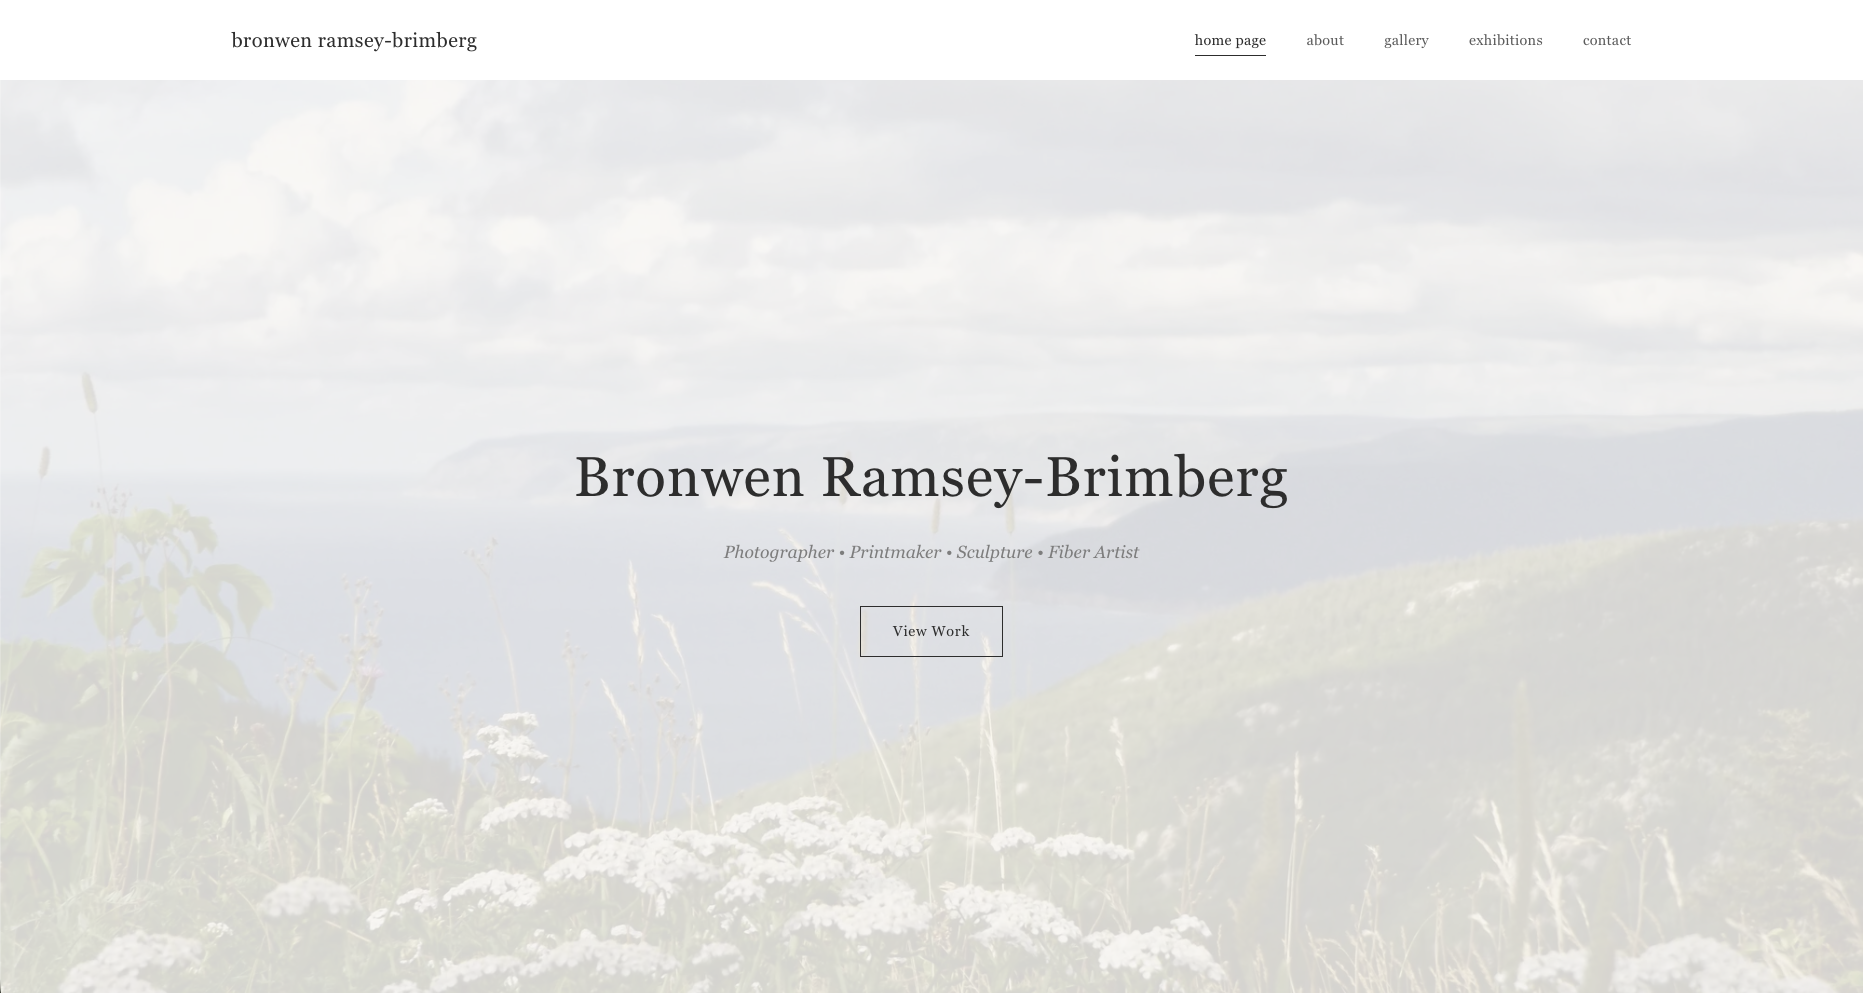 bronwen ramsey-brimberg
home page about gallery exhibitions contact
Bronwen Ramsey-Brimberg
Photographer • Printmaker • Sculpture • Fiber Artist
View Work